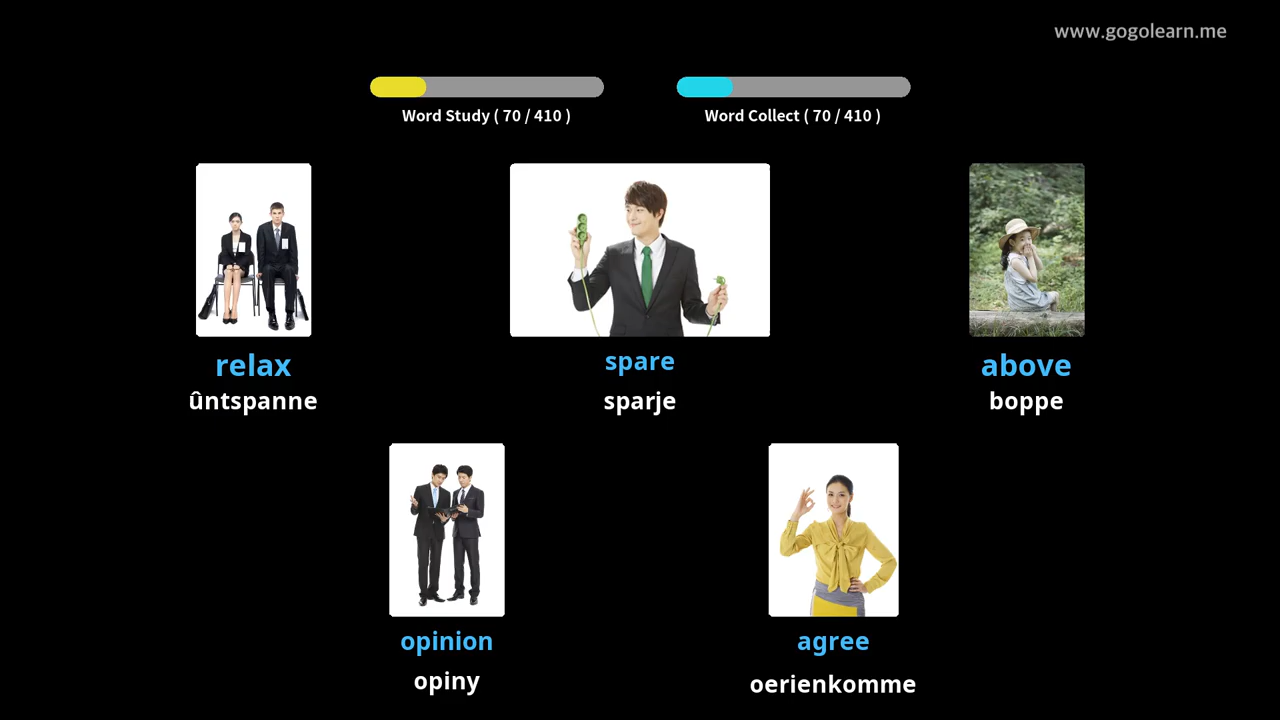 www.gogolearn.me
Word Study ( 70 / 410 )
Word Collect ( 70 / 410 )
relax
ûntspanne
spare
sparje
above
boppe
opinion
opiny
agree
oerienkomme